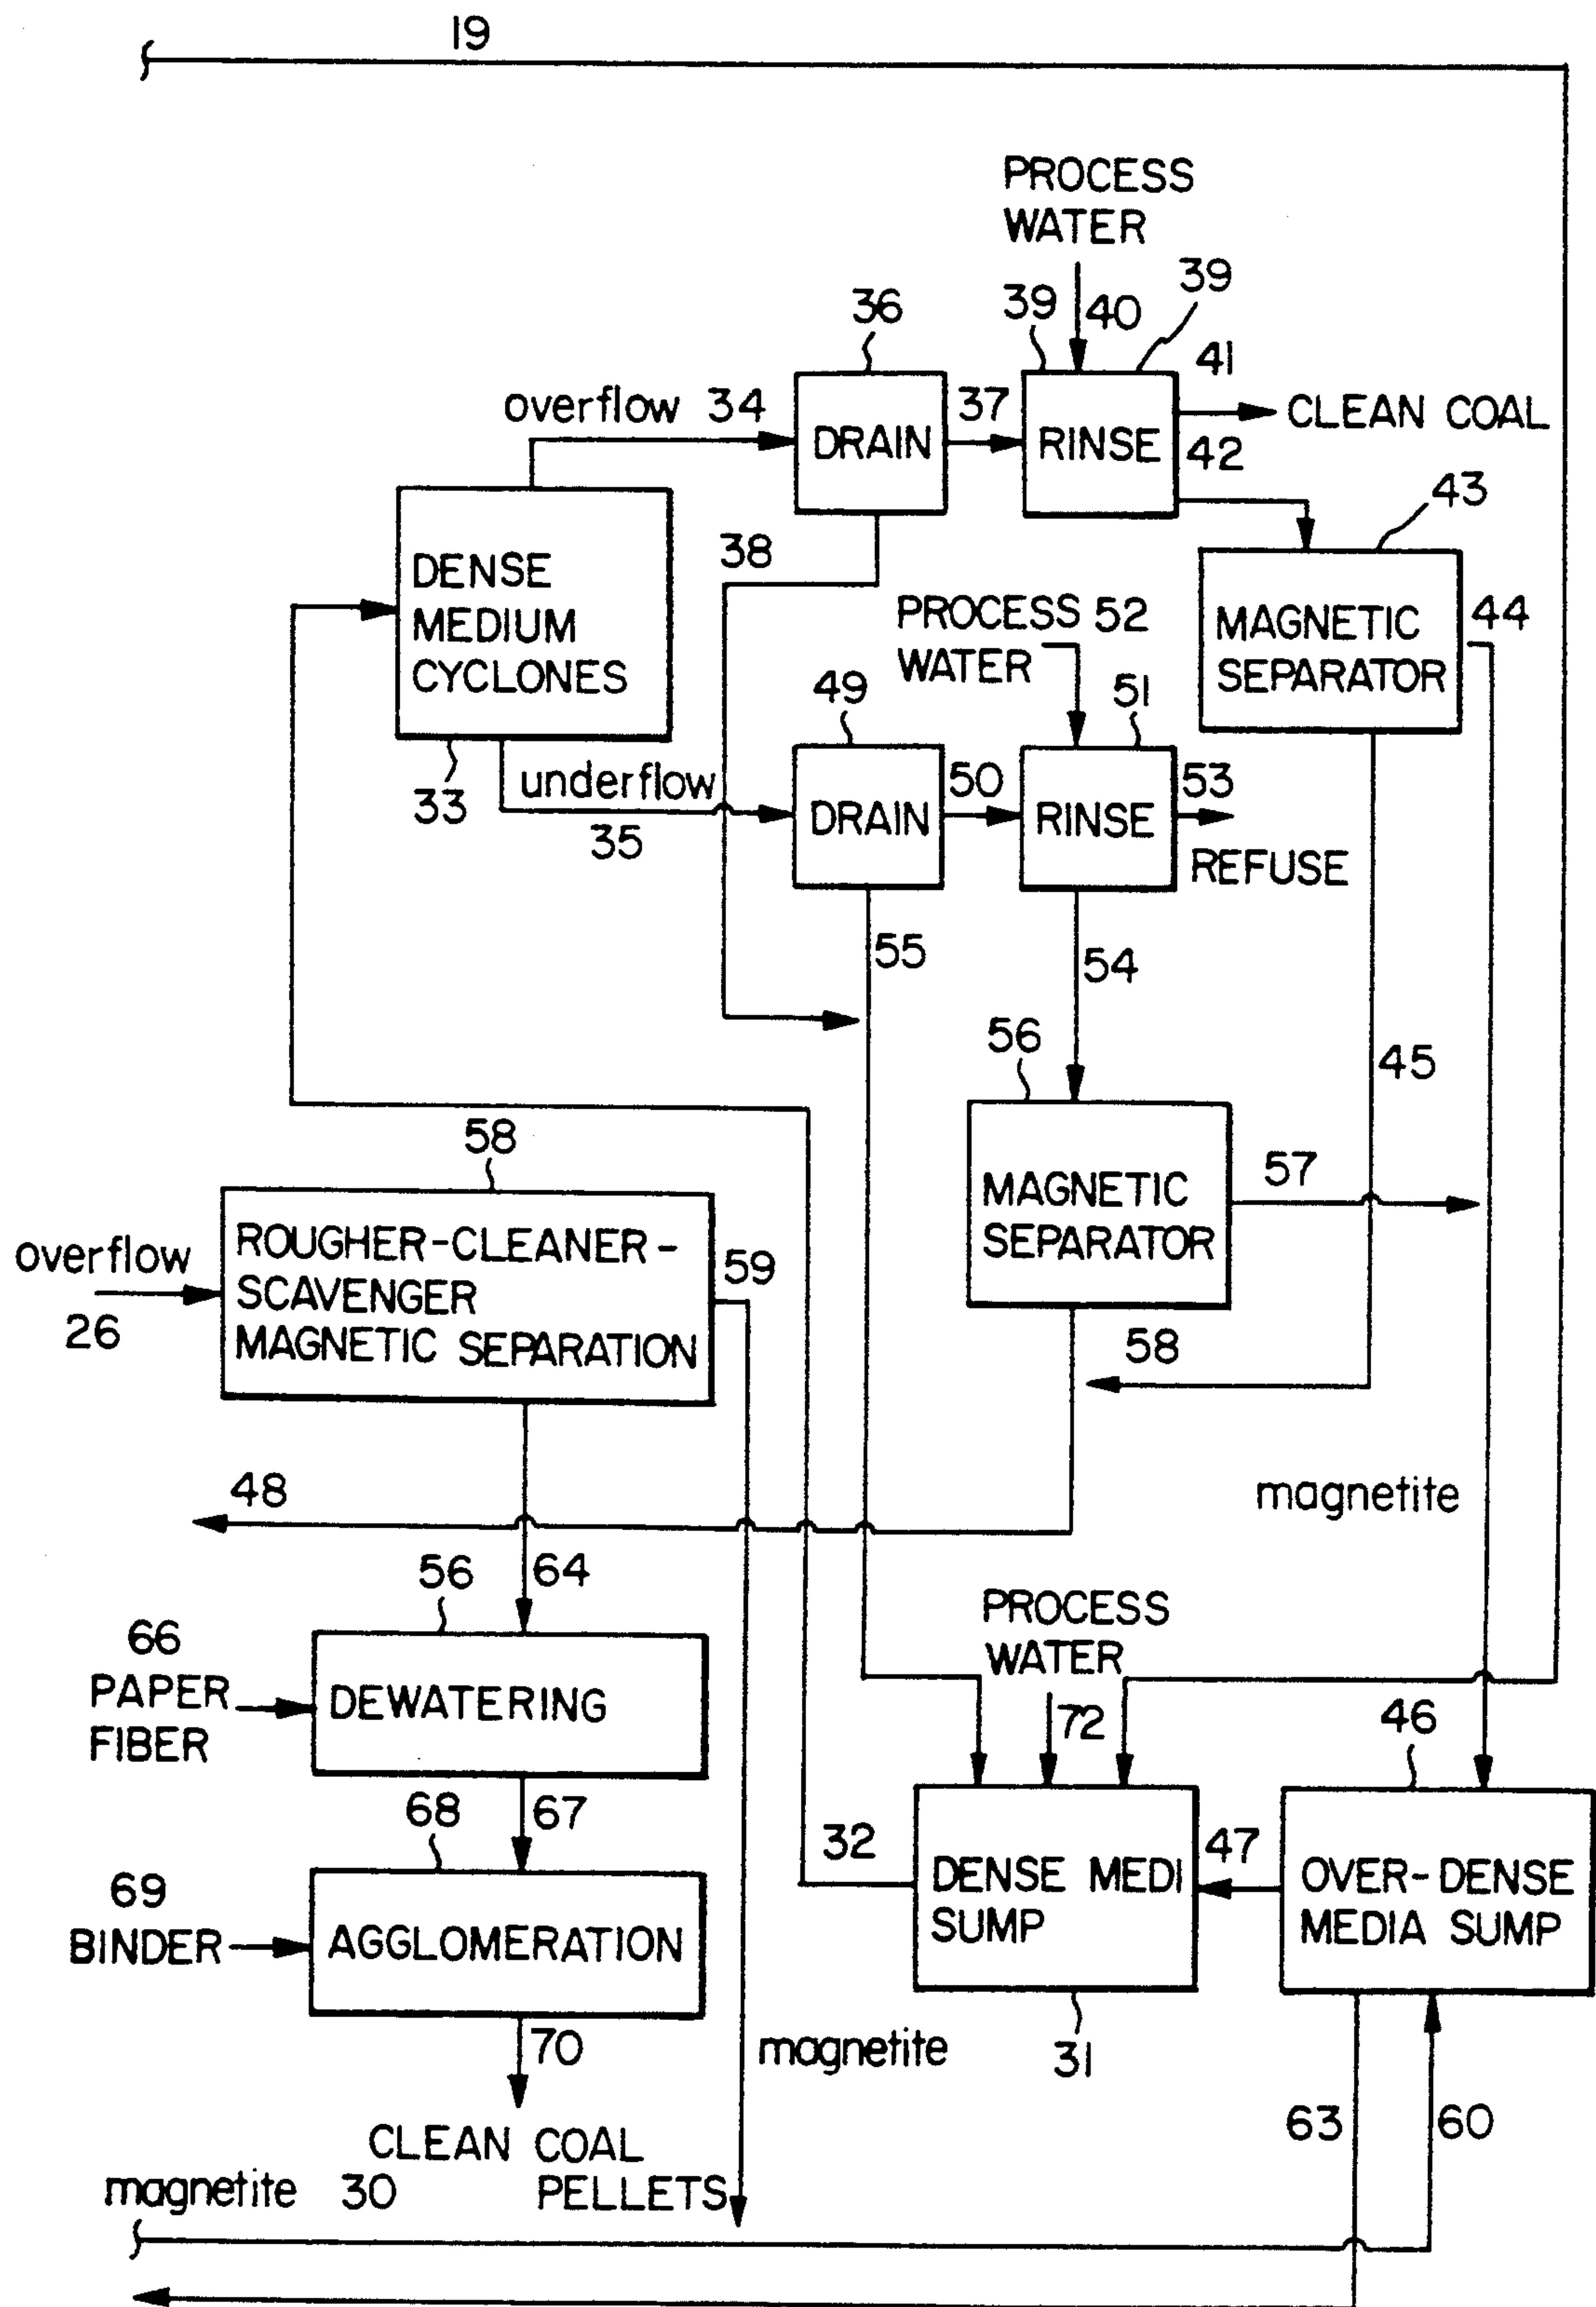 19
PROCESS
WATER
36
39
40
39
41
overflow 34
DRAIN
37
RINSE
CLEAN COAL
42
43
DENSE
MEDIUM
CYCLONES
38
PROCESS 52
WATER
MAGNETIC
SEPARATOR
44
49
51
33
underflow
35
DRAIN
50
RINSE
53
REFUSE
55
54
56
45
58
MAGNETIC
SEPARATOR
57
overflow
26
ROUGHER-CLEANER-
SCAVENGER
MAGNETIC SEPARATION
59
58
48
magnetite
56
64
PROCESS
WATER
66
PAPER
FIBER
DEWATERING
72
46
68
67
32
DENSE MEDI
SUMP
47
OVER-DENSE
MEDIA SUMP
69
BINDER
AGGLOMERATION
70
magnetite
31
63
60
CLEAN COAL
PELLETS
magnetite 30